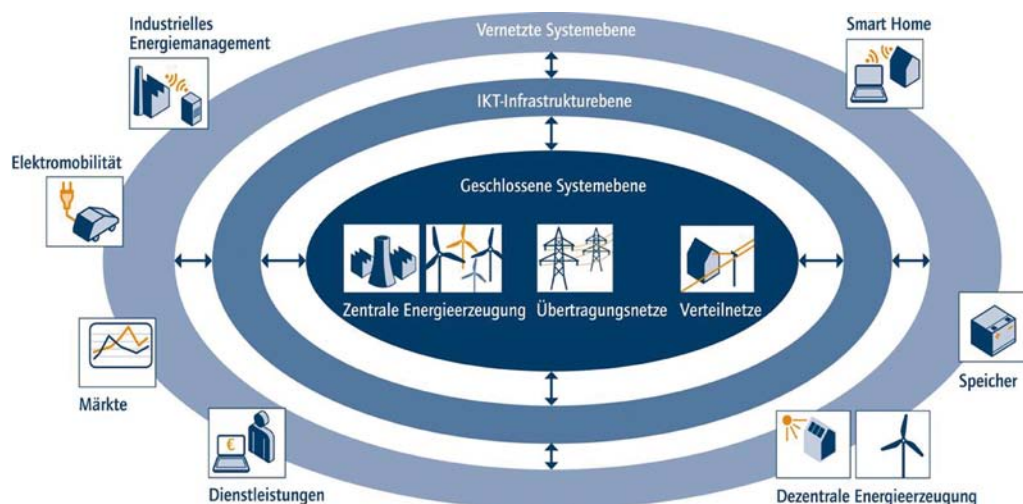 Industrielles
Energiemanagement
Vernetzte Systemebene
Smart Home
IKT-Infrastrukturebene
Elektromobilität
Geschlossene Systemebene
Zentrale Energieerzeugung
Übertragungsnetze
Verteilnetze
Märkte
Speicher
€
Dienstleistungen
Dezentrale Energieerzeugung